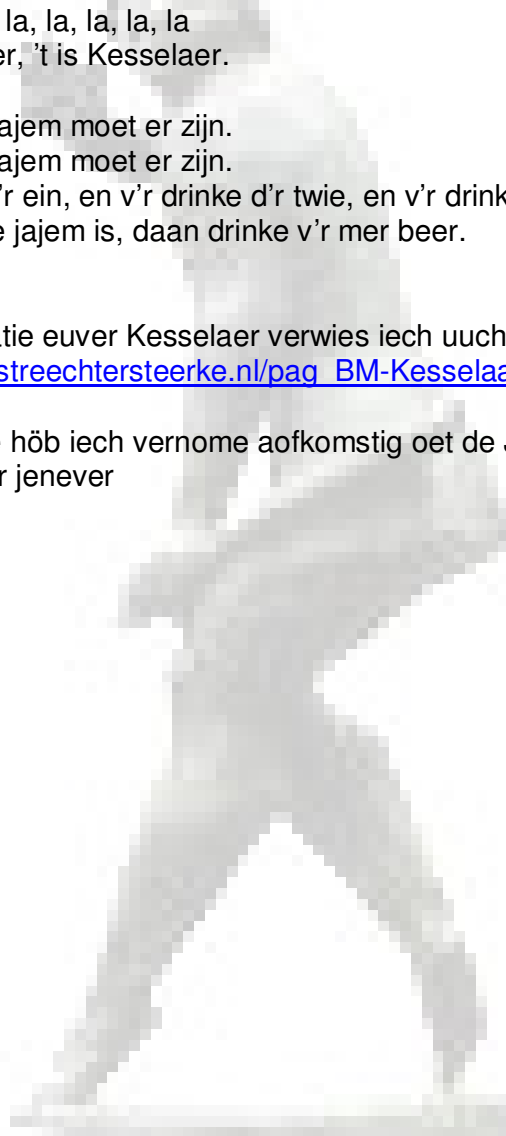 la, la, la, la, la
er, ’t is Kesselaer.
ajem moet er zijn.
ajem moet er zijn.
’r ein, en v’r drinke d’r twie, en v’r drink
e jajem is, daan drinke v’r mer beer.
atie euver Kesselaer verwies iech uuch
streechtersteerke.nl/pag_BM-Kesselaa
e höb iech vernome aofkomstig oet de J
r jenever